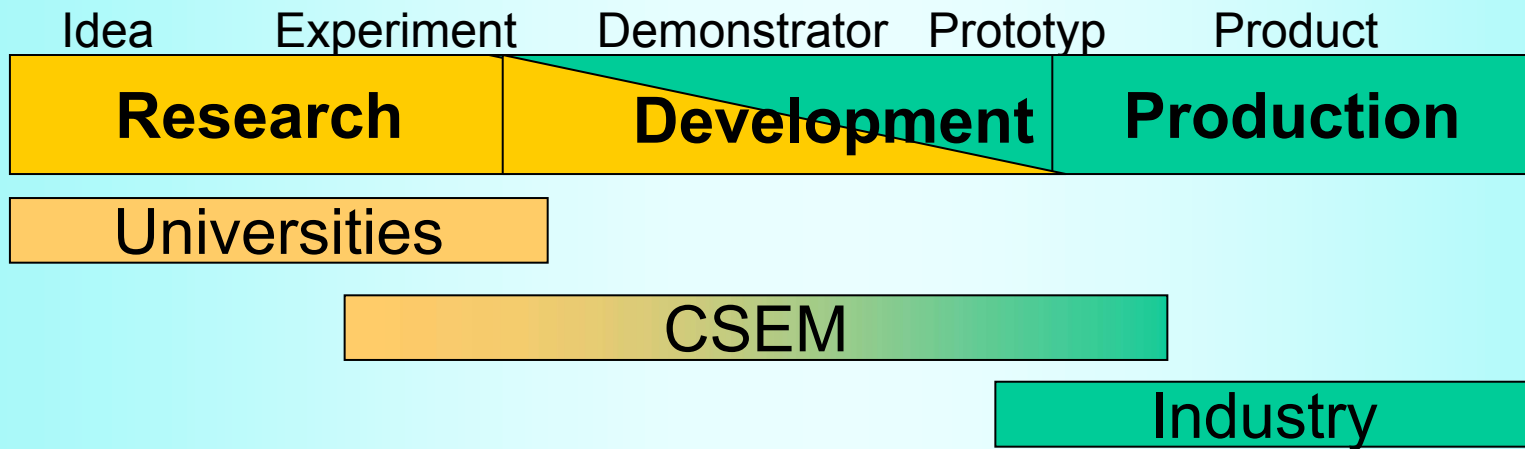 Idea Experiment Demonstrator Prototyp Product
Research Development Production
Universities
CSEM
Industry